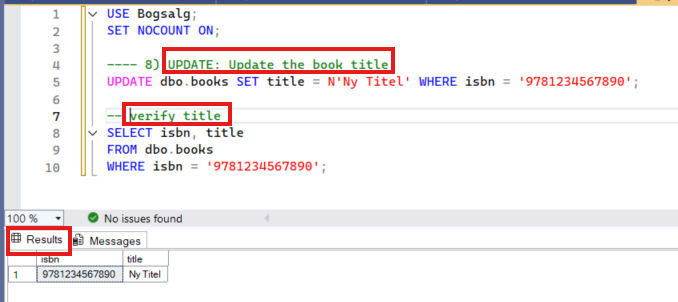 1 USE Bogsalg;
2 SET NOCOUNT ON;
3
4 ---- 8) UPDATE: Update the book title
5 UPDATE dbo.books SET title = N'Ny Titel' WHERE isbn = '9781234567890';
6
7 -- verify title
8 SELECT isbn, title
9 FROM dbo.books
10 WHERE isbn = '9781234567890';
100 % No issues found
Results Messages
isbn title
1 9781234567890 Ny Titel